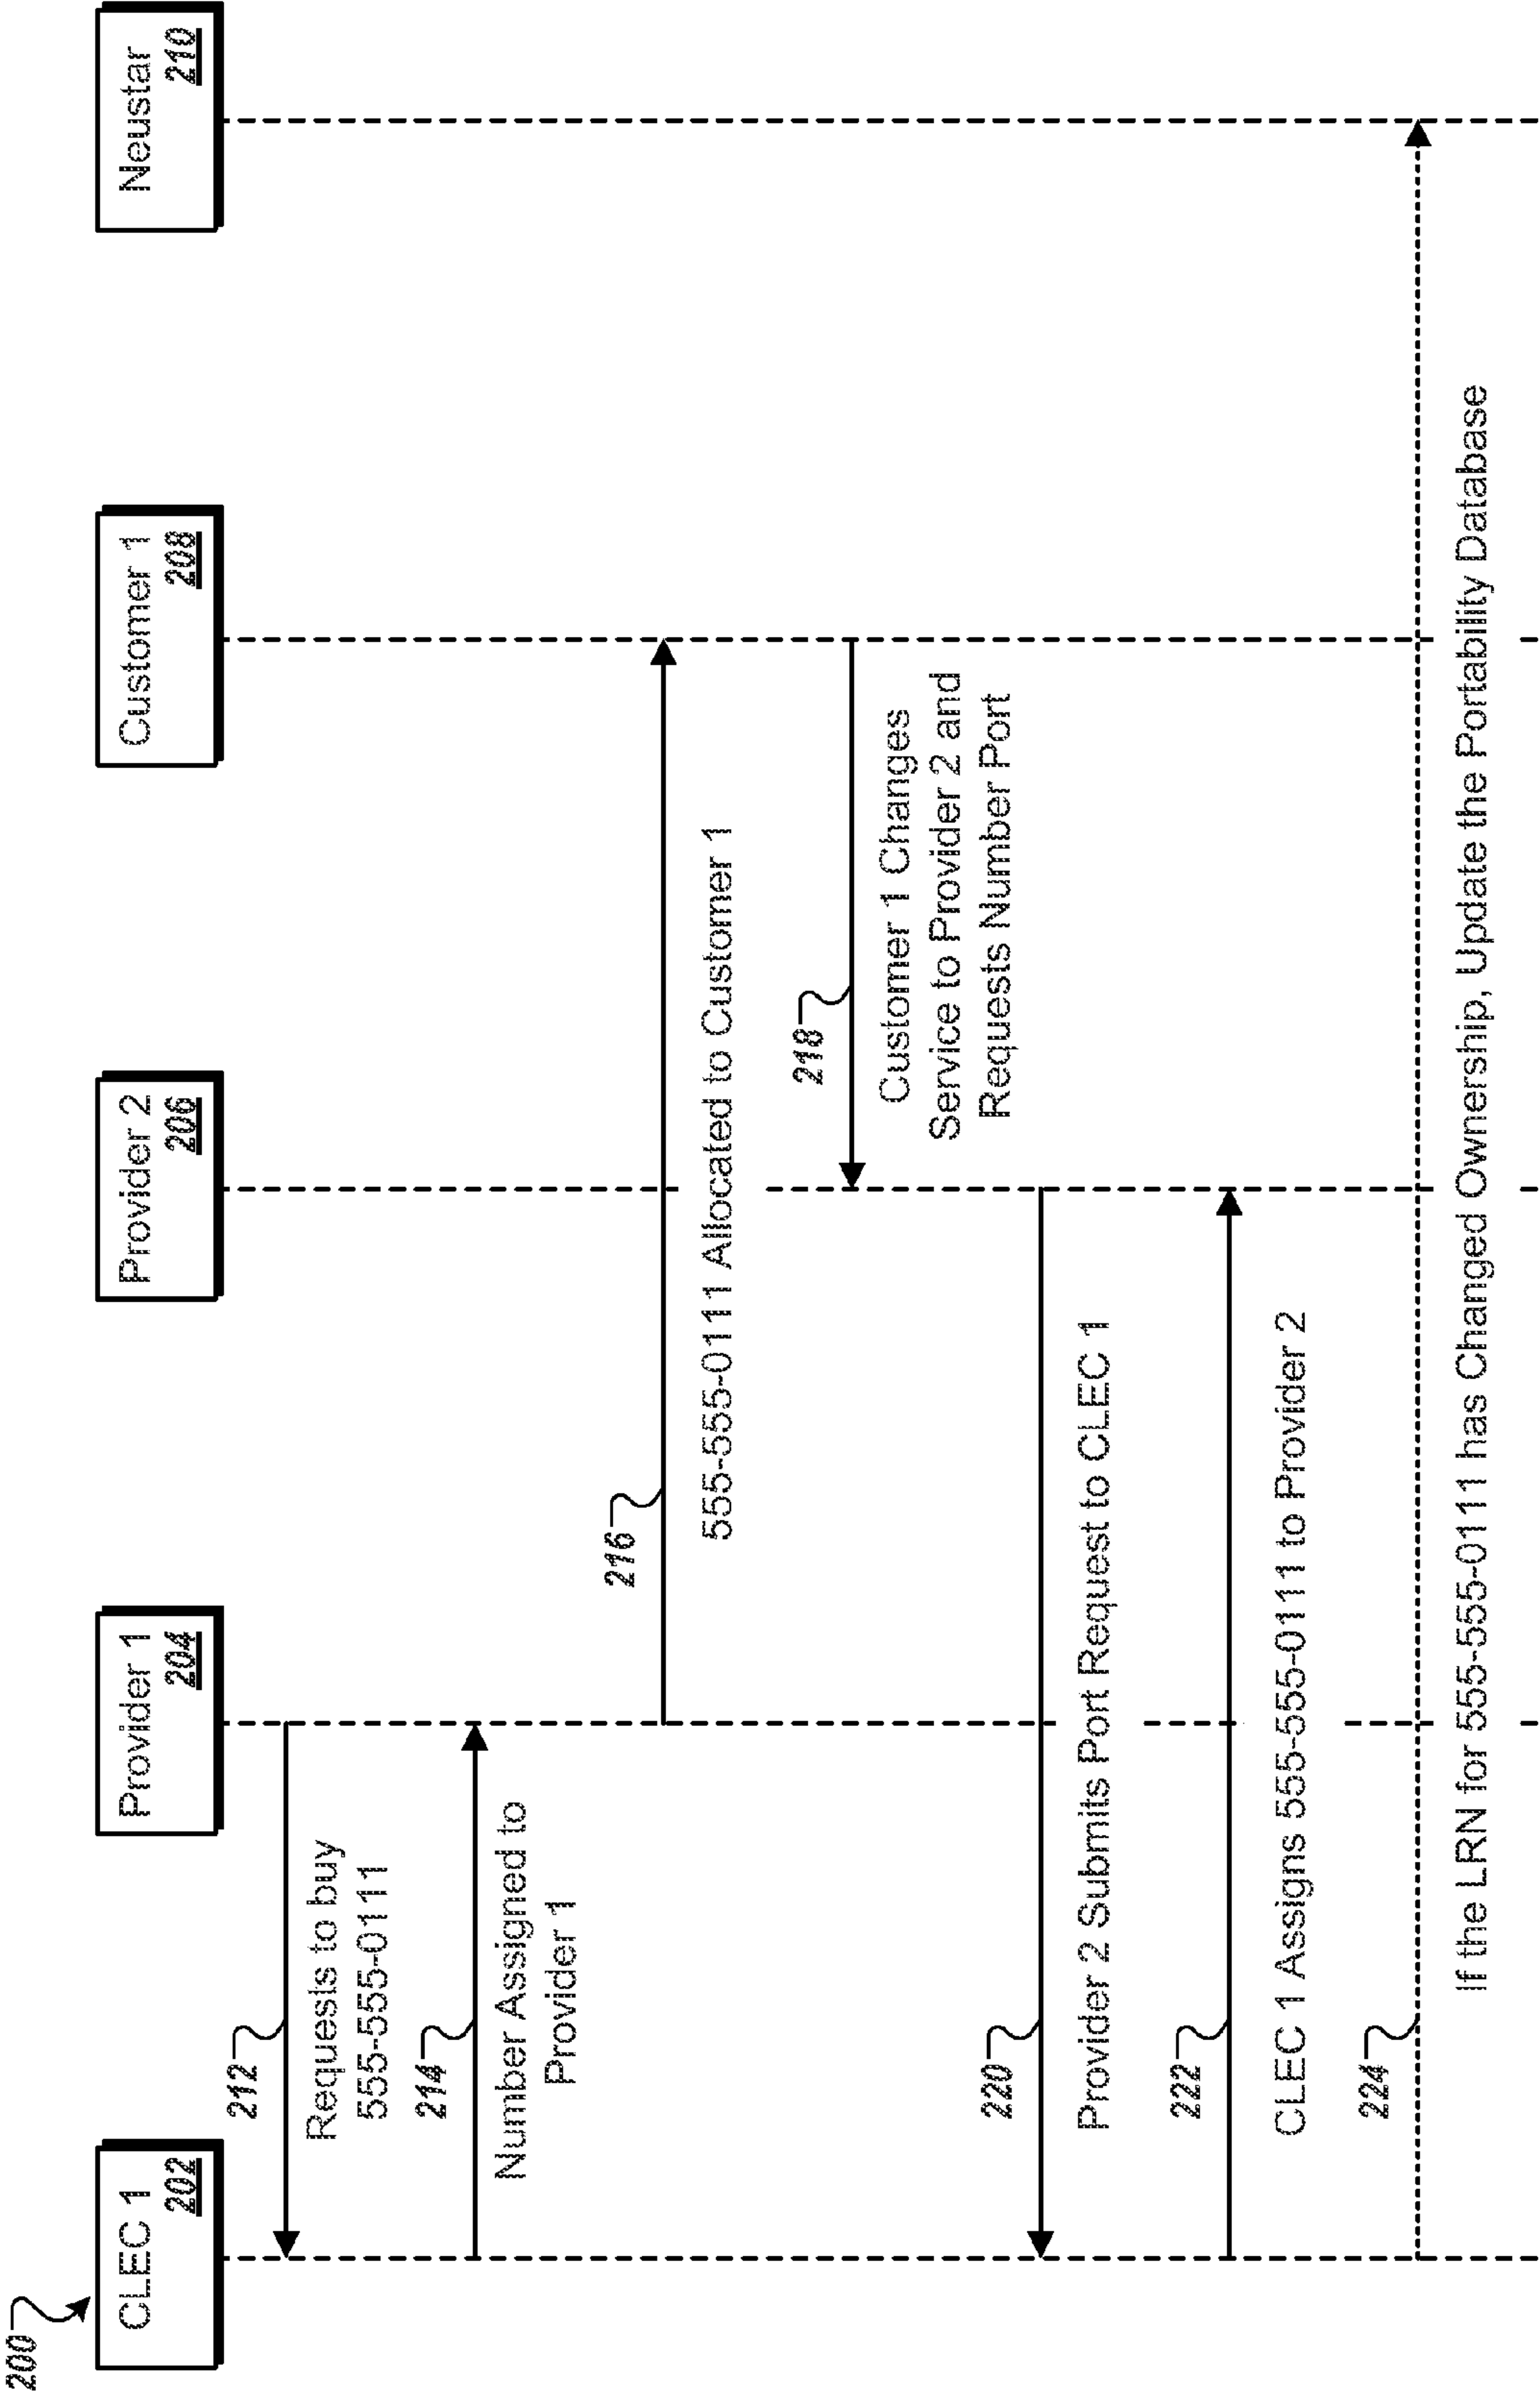 200
CLEC 1
202
Provider 1
204
Provider 2
206
Customer 1
208
Neustar
210
212
Requests to buy
555-555-0111
214
Number Assigned to
Provider 1
216
555-555-0111 Allocated to Customer 1
218
Customer 1 Changes
Service to Provider 2 and
Requests Number Port
220
Provider 2 Submits Port Request to CLEC 1
222
CLEC 1 Assigns 555-555-0111 to Provider 2
224
If the LRN for 555-555-0111 has Changed Ownership, Update the Portability Database